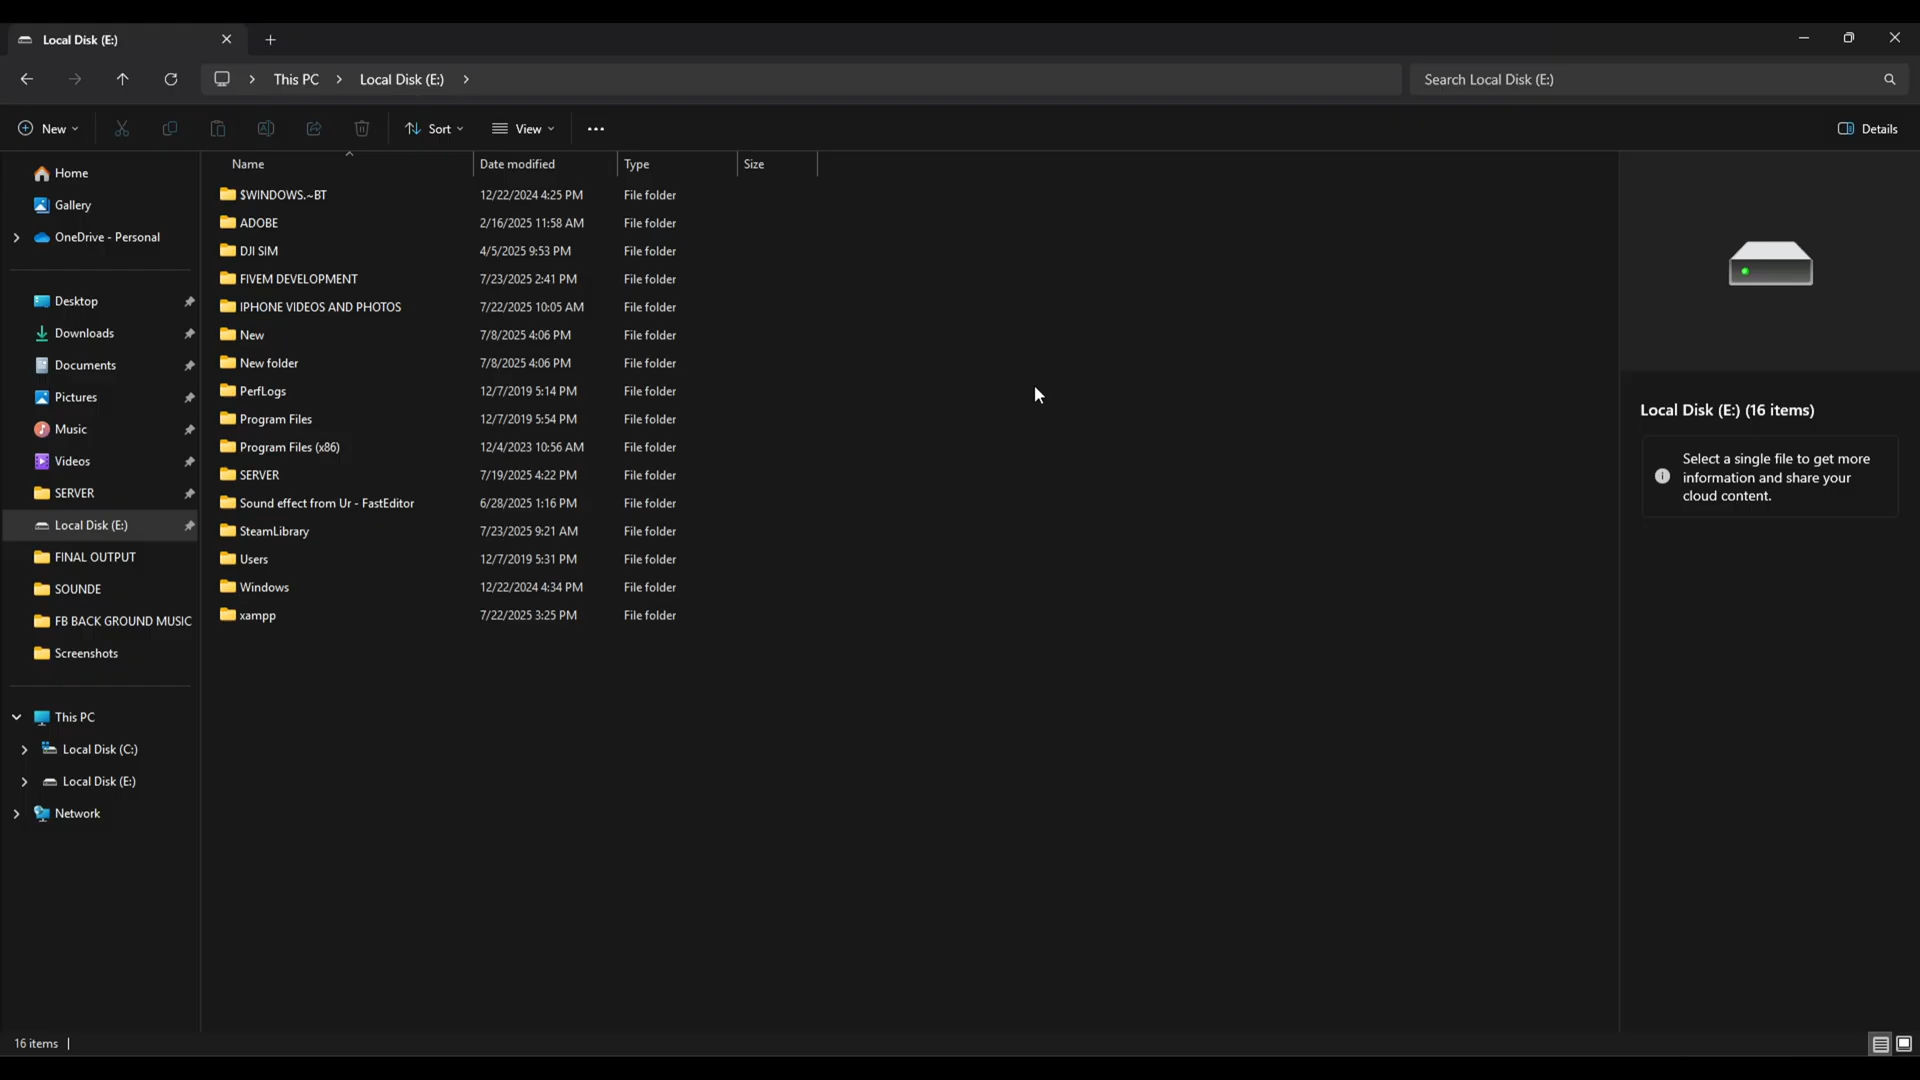 Local Disk (E:)
This PC > Local Disk (E:) >
Search Local Disk (E:)
New
Sort
View
Details
Home
Gallery
OneDrive - Personal
Desktop
Downloads
Documents
Pictures
Music
Videos
SERVER
Local Disk (E:)
FINAL OUTPUT
SOUNDE
FB BACK GROUND MUSIC
Screenshots
This PC
Local Disk (C:)
Local Disk (E:)
Network
Name Date modified Type Size
$WINDOWS.~BT 12/22/2024 4:25 PM File folder
ADOBE 2/16/2025 11:58 AM File folder
DJI SIM 4/5/2025 9:53 PM File folder
FIVEM DEVELOPMENT 7/23/2025 2:41 PM File folder
IPHONE VIDEOS AND PHOTOS 7/22/2025 10:05 AM File folder
New 7/8/2025 4:06 PM File folder
New folder 7/8/2025 4:06 PM File folder
PerfLogs 12/7/2019 5:14 PM File folder
Program Files 12/7/2019 5:54 PM File folder
Program Files (x86) 12/4/2023 10:56 AM File folder
SERVER 7/19/2025 4:22 PM File folder
Sound effect from Ur - FastEditor 6/28/2025 1:16 PM File folder
SteamLibrary 7/23/2025 9:21 AM File folder
Users 12/7/2019 5:31 PM File folder
Windows 12/22/2024 4:34 PM File folder
xampp 7/22/2025 3:25 PM File folder
Local Disk (E:) (16 items)
Select a single file to get more
information and share your
cloud content.
16 items